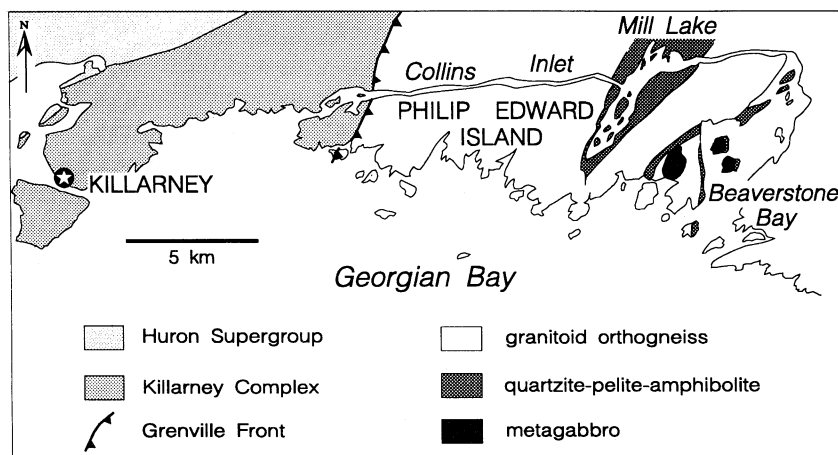 N
Mill Lake
Collins Inlet
PHILIP EDWARD
ISLAND
KILLARNEY
Beaverstone
Bay
5 km
Georgian Bay
Huron Supergroup
granitoid orthogneiss
Killarney Complex
quartzite-pelite-amphibolite
Grenville Front
metagabbro